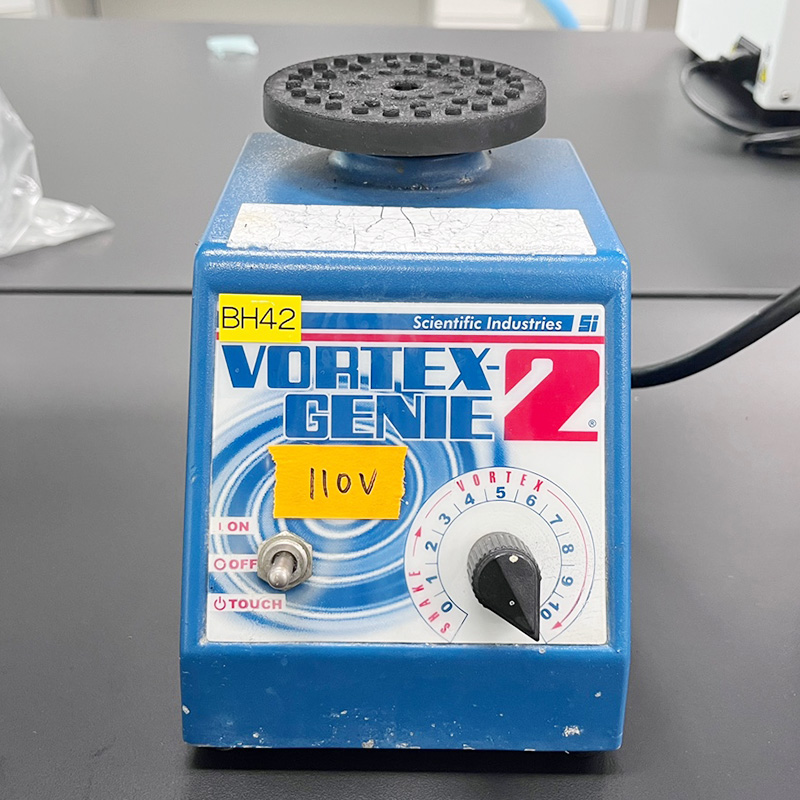 BH42
Scientific Industries SI
VORTEX-
GENIE 2®
110V
I ON
O OFF
⏻ TOUCH
SHAKE
VORTEX
0 1 2 3 4 5 6 7 8 9 10